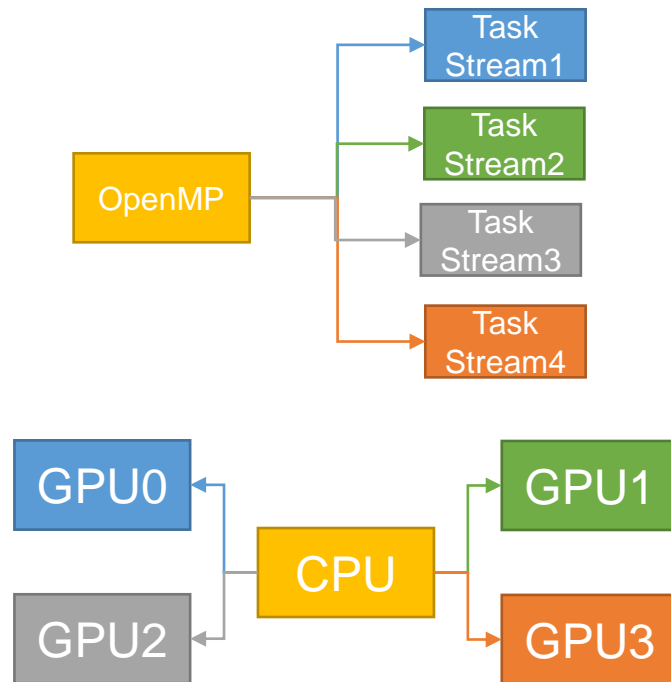 Task
Stream1
Task
Stream2
OpenMP
Task
Stream3
Task
Stream4
GPU0
GPU1
CPU
GPU2
GPU3